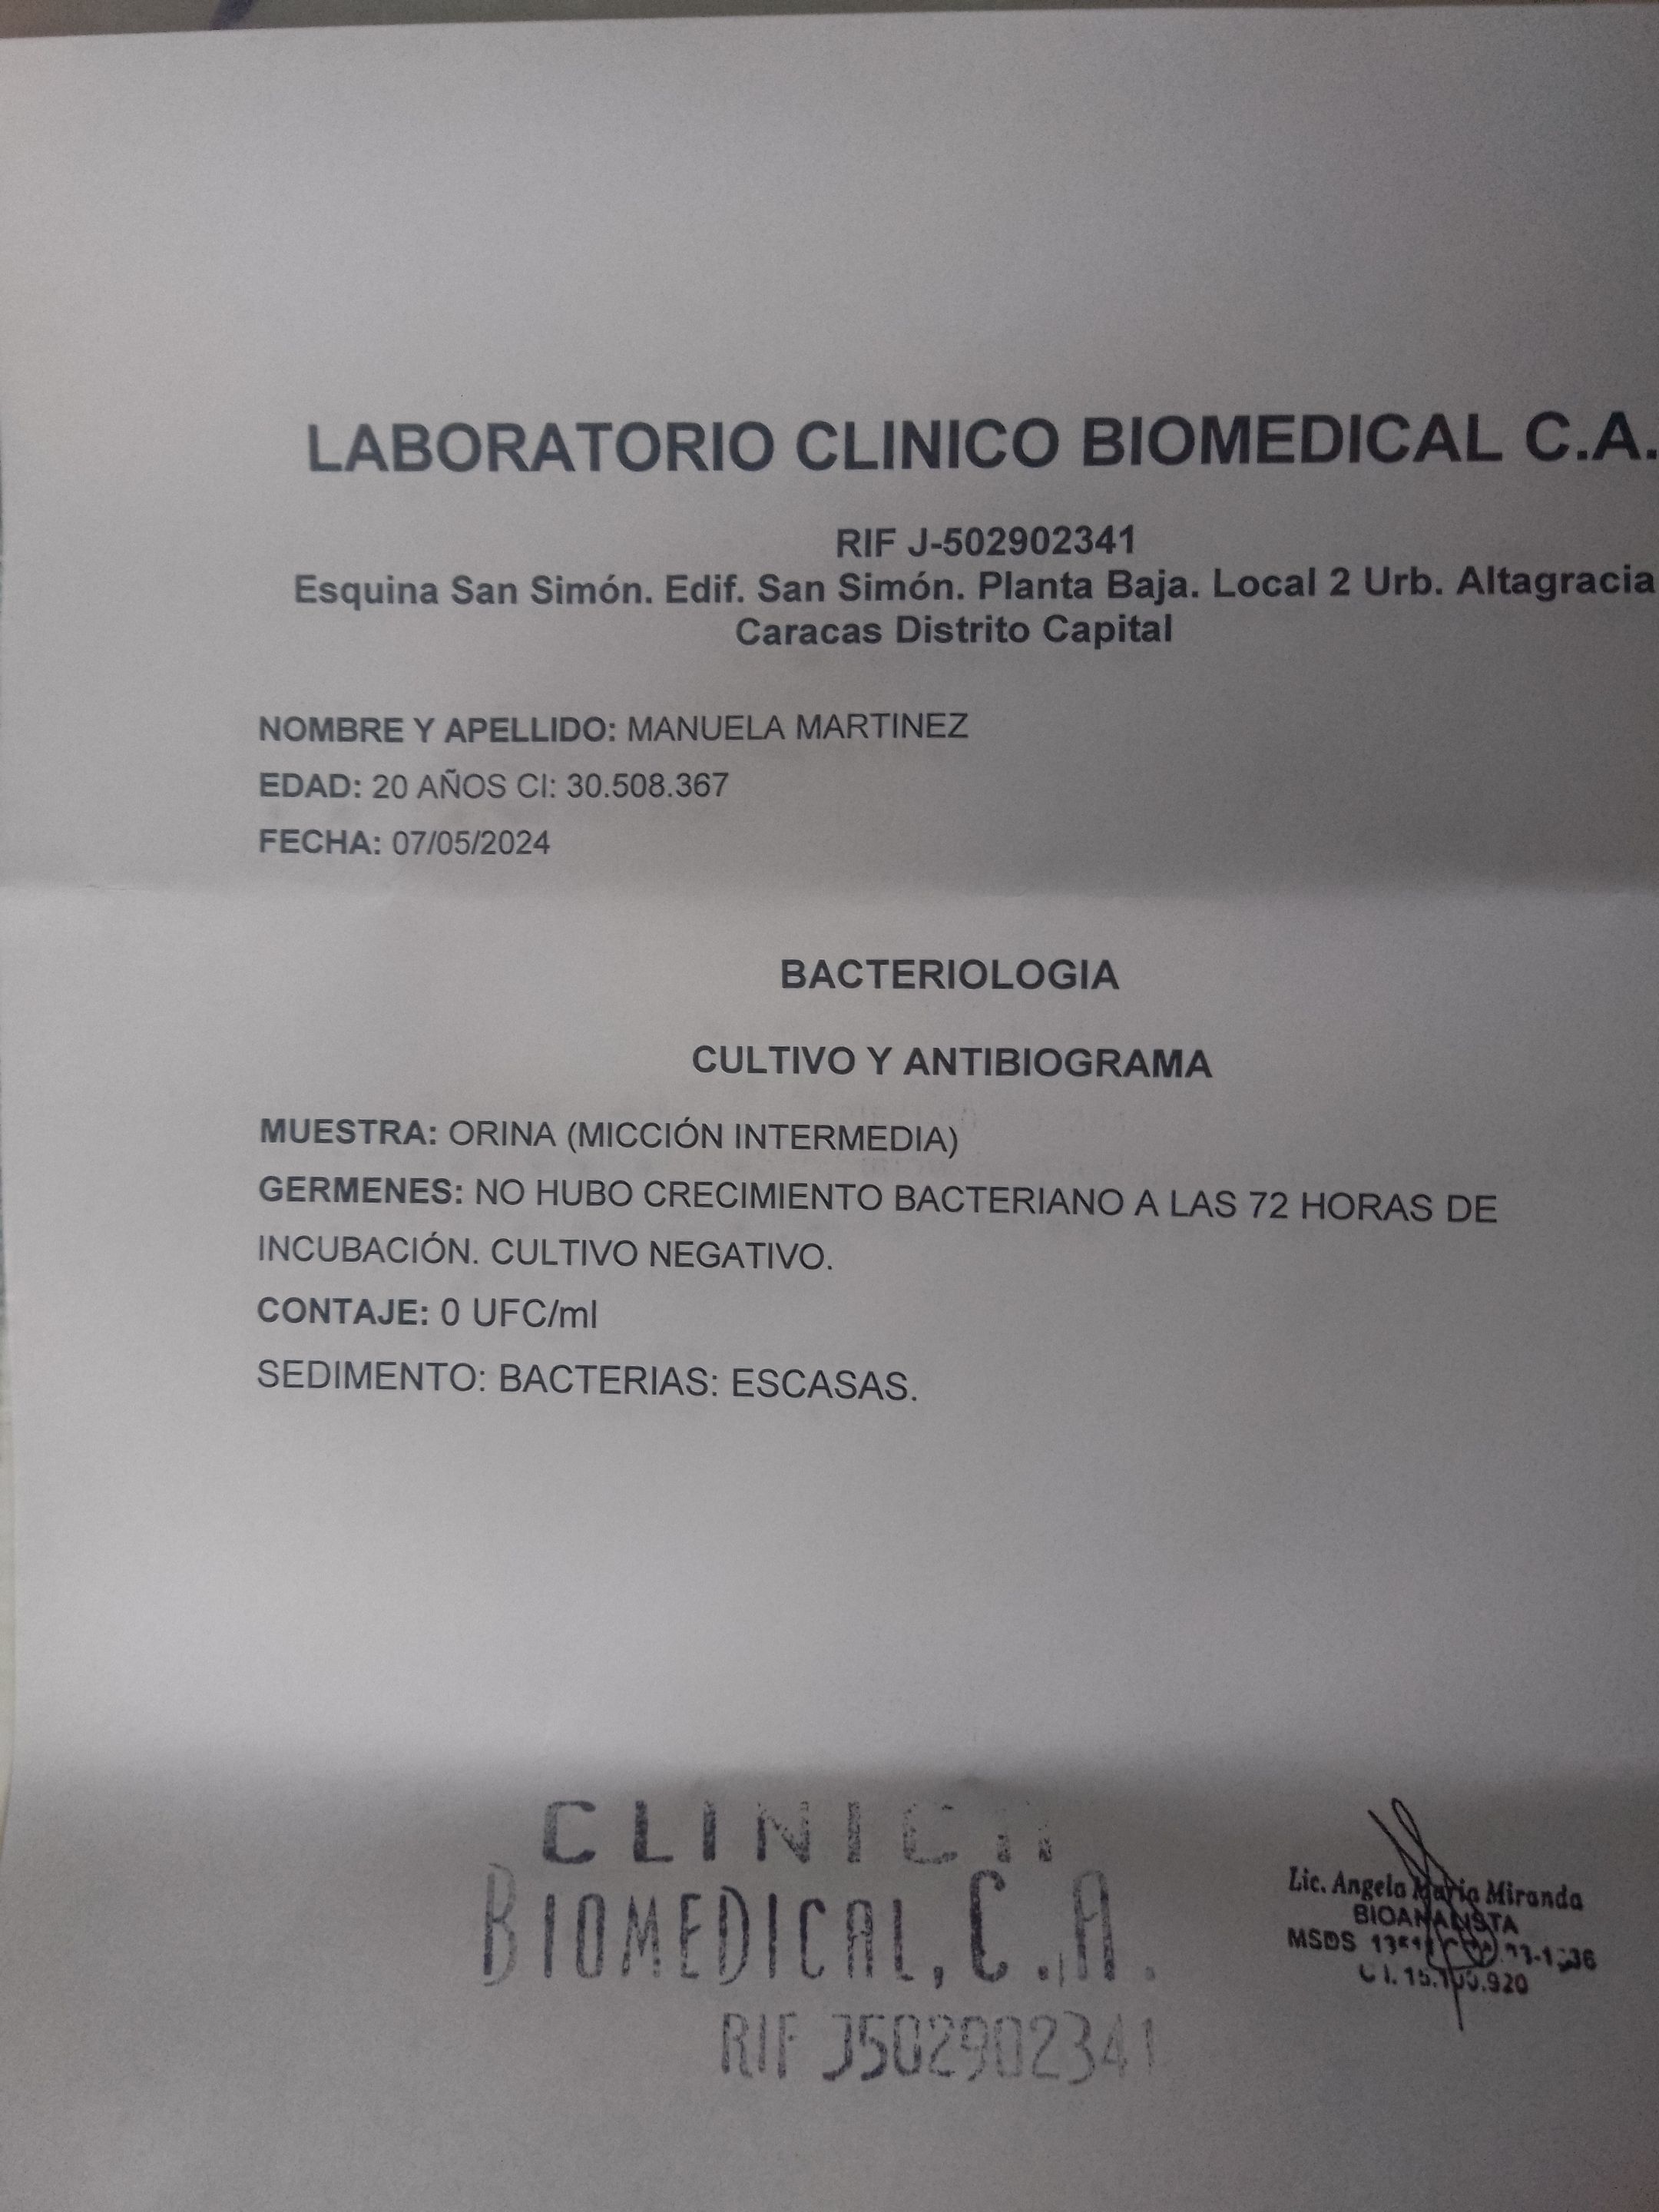 LABORATORIO CLINICO BIOMEDICAL C.A.
RIF J-502902341
Esquina San Simón. Edif. San Simón. Planta Baja. Local 2 Urb. Altagracia
Caracas Distrito Capital
NOMBRE Y APELLIDO: MANUELA MARTINEZ
EDAD: 20 AÑOS CI: 30.508.367
FECHA: 07/05/2024
BACTERIOLOGIA
CULTIVO Y ANTIBIOGRAMA
MUESTRA: ORINA (MICCIÓN INTERMEDIA)
GERMENES: NO HUBO CRECIMIENTO BACTERIANO A LAS 72 HORAS DE
INCUBACIÓN. CULTIVO NEGATIVO.
CONTAJE: 0 UFC/ml
SEDIMENTO: BACTERIAS: ESCASAS.
CLINICA
BIOMEDICAL, C.A.
RIF J502902341
Lic. Angela María Miranda
BIOANALISTA
MSDS